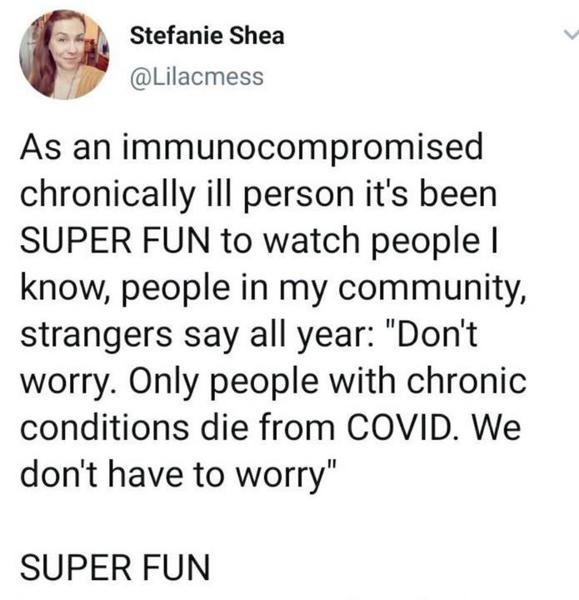 Stefanie Shea
@Lilacmess
As an immunocompromised
chronically ill person it's been
SUPER FUN to watch people I
know, people in my community,
strangers say all year: "Don't
worry. Only people with chronic
conditions die from COVID. We
don't have to worry"
SUPER FUN